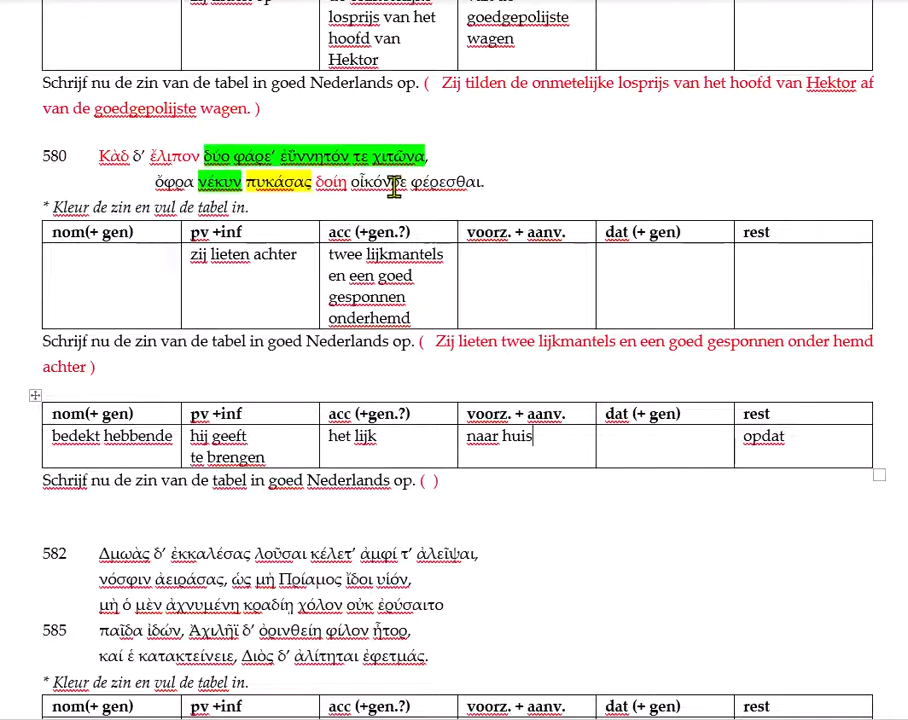 losprijs van het
hoofd van
Hektor
goedgepolijste
wagen
Schrijf nu de zin van de tabel in goed Nederlands op. ( Zij tilden de onmetelijke losprijs van het hoofd van Hektor af
van de goedgepolijste wagen. )
580 Κὰδ δ’ ἔλιπον δύο φάρε’ ἐΰννητόν τε χιτῶνα,
ὄφρα νέκυν πυκάσας δοίη οἶκόνδε φέρεσθαι.
* Kleur de zin en vul de tabel in.
nom(+ gen) pv +inf acc (+gen.?) voorz. + aanv. dat (+ gen) rest
zij lieten achter twee lijkmantels
en een goed
gesponnen
onderhemd
Schrijf nu de zin van de tabel in goed Nederlands op. ( Zij lieten twee lijkmantels en een goed gesponnen onder hemd
achter )
nom(+ gen) pv +inf acc (+gen.?) voorz. + aanv. dat (+ gen) rest
bedekt hebbende hij geeft het lijk naar huis opdat
te brengen
Schrijf nu de zin van de tabel in goed Nederlands op. ( )
582 Δμωὰς δ’ ἐκκαλέσας λοῦσαι κέλετ’ ἀμφί τ’ ἀλεῖψαι,
νόσφιν ἀειράσας, ὡς μὴ Πρίαμος ἴδοι υἱόν,
μὴ ὁ μὲν ἀχνυμένη κραδίη χόλον οὐκ ἐρύσαιτο
585 παῖδα ἰδών, Ἀχιλῆϊ δ’ ὀρινθείη φίλον ἦτορ,
καί ἑ κατακτείνειε, Διὸς δ’ ἀλίτηται ἐφετμάς.
* Kleur de zin en vul de tabel in.
nom(+ gen) pv +inf acc (+gen.?) voorz. + aanv. dat (+ gen) rest